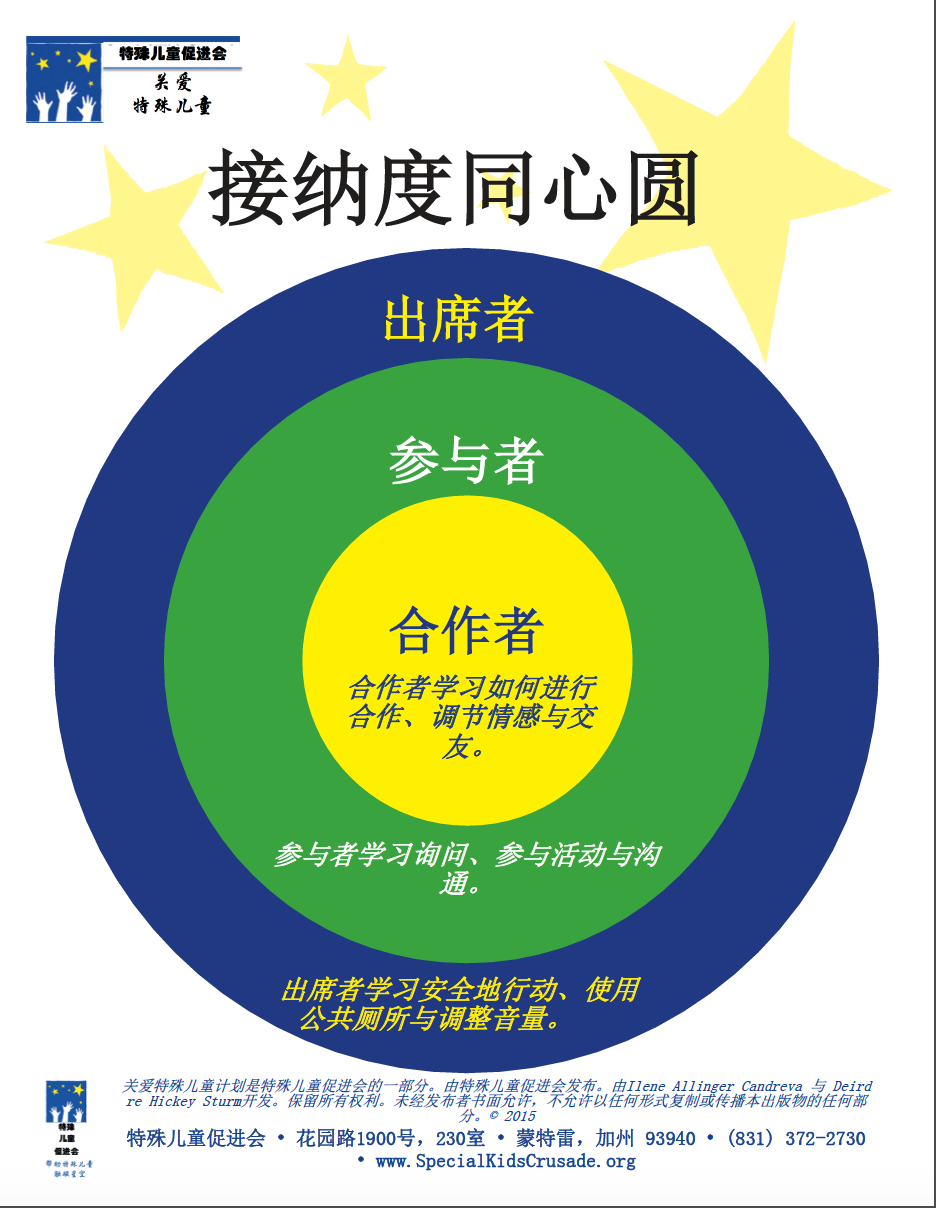 特殊儿童促进会
关爱
特殊儿童
接纳度同心圆
出席者
参与者
合作者
合作者学习如何进行
合作、调节情感与交
友。
参与者学习询问、参与活动与沟
通。
出席者学习安全地行动、使用
公共厕所与调整音量。
关爱特殊儿童计划是特殊儿童促进会的一部分。由特殊儿童促进会发布。由Ilene Allinger Candreva 与 Deird
re Hickey Sturm开发。保留所有权利。未经发布者书面允许，不允许以任何形式复制或传播本出版物的任何部
分。© 2015
特殊儿童促进会 • 花园路1900号，230室 • 蒙特雷，加州 93940 • (831) 372-2730
• www.SpecialKidsCrusade.org
特殊
儿童
促进会
帮助特殊儿童